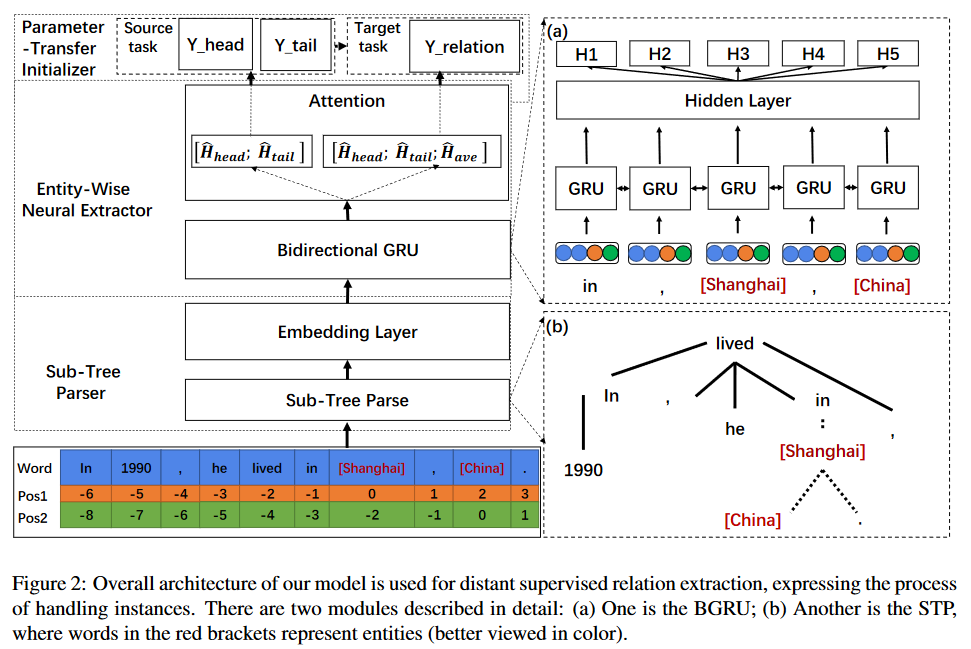 Parameter
-Transfer
Initializer
Source
task
Y_head
Y_tail
Target
task
Y_relation
Attention
[Ĥhead; Ĥtail]
[Ĥhead; Ĥtail;Ĥave]
Entity-Wise
Neural Extractor
Bidirectional GRU
Embedding Layer
Sub-Tree
Parser
Sub-Tree Parse
Word In 1990 , he lived in [Shanghai] , [China] .
Pos1 -6 -5 -4 -3 -2 -1 0 1 2 3
Pos2 -8 -7 -6 -5 -4 -3 -2 -1 0 1
(a)
H1 H2 H3 H4 H5
Hidden Layer
GRU GRU GRU GRU GRU
in , [Shanghai] , [China]
(b)
lived
In , he in ,
1990
[Shanghai]
[China] .
Figure 2: Overall architecture of our model is used for distant supervised relation extraction, expressing the process
of handling instances. There are two modules described in detail: (a) One is the BGRU; (b) Another is the STP,
where words in the red brackets represent entities (better viewed in color).